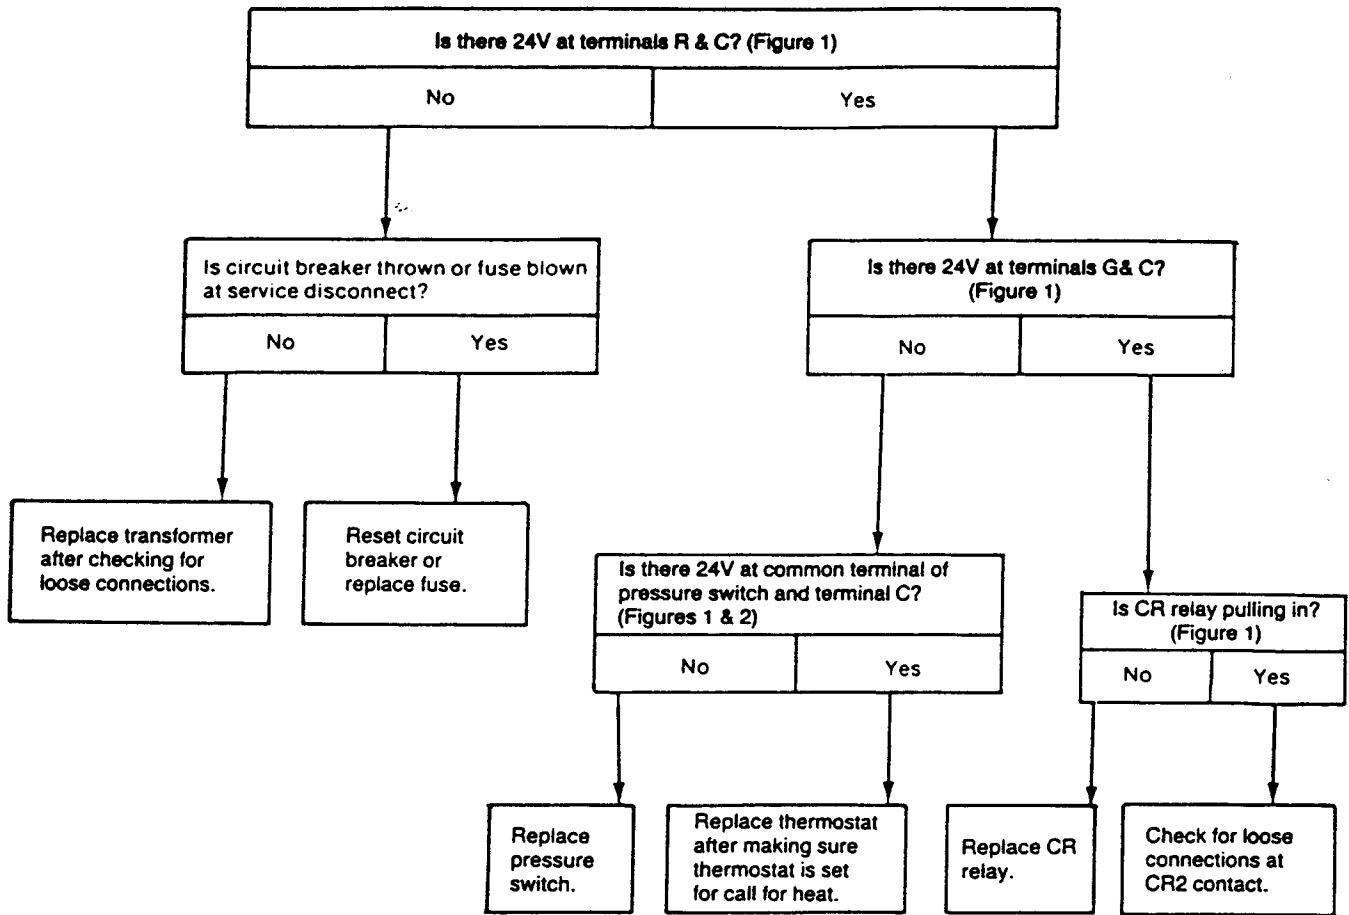 Is there 24V at terminals R & C? (Figure 1)
No
Yes
Is circuit breaker thrown or fuse blown
at service disconnect?
No
Yes
Is there 24V at terminals G& C?
(Figure 1)
No
Yes
Replace transformer
after checking for
loose connections.
Reset circuit
breaker or
replace fuse.
Is there 24V at common terminal of
pressure switch and terminal C?
(Figures 1 & 2)
No
Yes
Is CR relay pulling in?
(Figure 1)
No
Yes
Replace
pressure
switch.
Replace thermostat
after making sure
thermostat is set
for call for heat.
Replace CR
relay.
Check for loose
connections at
CR2 contact.